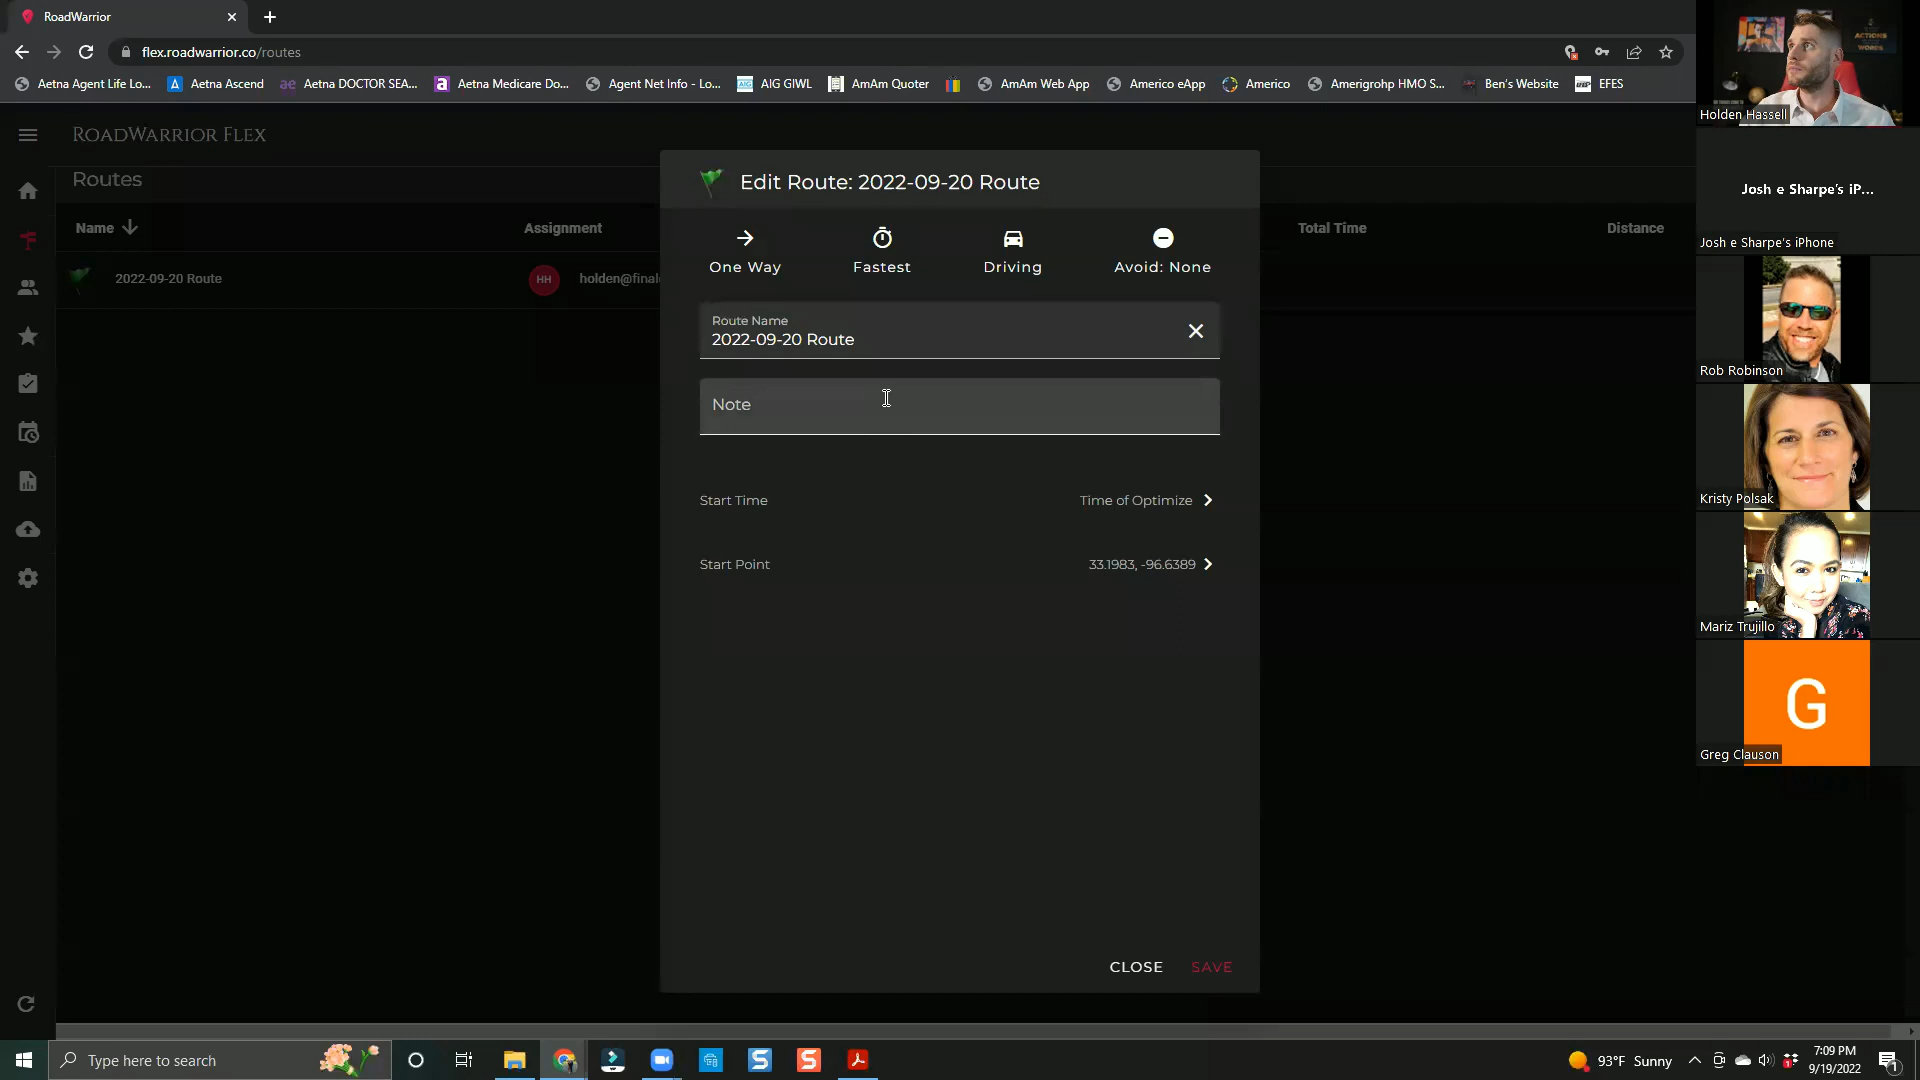 RoadWarrior
flex.roadwarrior.co/routes
Aetna Agent Life Lo...
Aetna Ascend
Aetna DOCTOR SEA...
Aetna Medicare Do...
Agent Net Info - Lo...
AIG GIWL
AmAm Quoter
AmAm Web App
Americo eApp
Americo
Amerigrohp HMO S...
Ben's Website
EFES
ROADWARRIOR FLEX
Routes
Name
Assignment
Total Time
Distance
2022-09-20 Route
HH
holden@final
Edit Route: 2022-09-20 Route
One Way
Fastest
Driving
Avoid: None
Route Name
2022-09-20 Route
Note
Start Time
Time of Optimize
Start Point
33.1983, -96.6389
CLOSE
SAVE
ACTIONS
WORDS
Holden Hassell
Josh e Sharpe's iP...
Josh e Sharpe's iPhone
Rob Robinson
Kristy Polsak
Mariz Trujillo
G
Greg Clauson
Type here to search
93°F Sunny
7:09 PM
9/19/2022
1